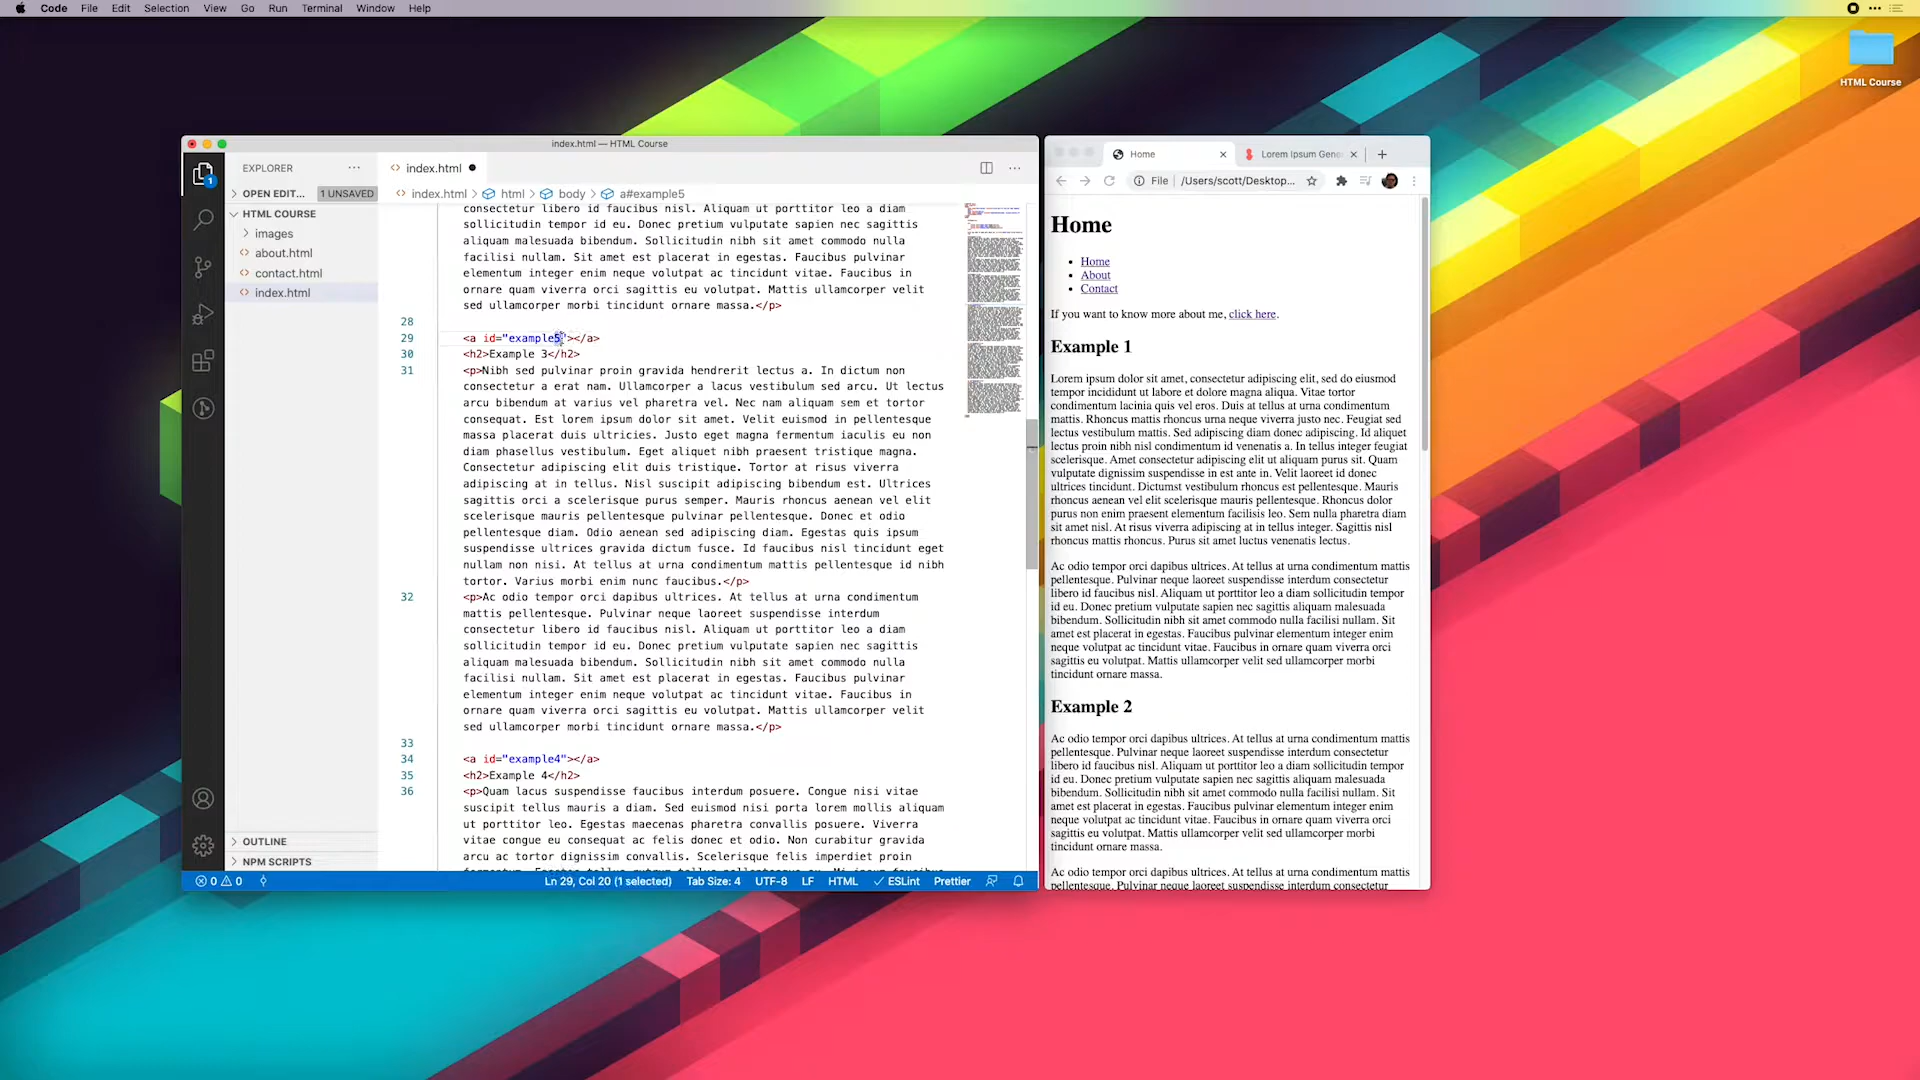 Code File Edit Selection View Go Run Terminal Window Help
HTML Course
index.html — HTML Course
EXPLORER
OPEN EDIT... 1 UNSAVED
HTML COURSE
images
about.html
contact.html
index.html
OUTLINE
NPM SCRIPTS
1
index.html
index.html > html > body > a#example5
consectetur libero id faucibus nisl. Aliquam ut porttitor leo a diam
sollicitudin tempor id eu. Donec pretium vulputate sapien nec sagittis
aliquam malesuada bibendum. Sollicitudin nibh sit amet commodo nulla
facilisi nullam. Sit amet est placerat in egestas. Faucibus pulvinar
elementum integer enim neque volutpat ac tincidunt vitae. Faucibus in
ornare quam viverra orci sagittis eu volutpat. Mattis ullamcorper velit
sed ullamcorper morbi tincidunt ornare massa.</p>
28
29 <a id="example5"></a>
30 <h2>Example 3</h2>
31 <p>Nibh sed pulvinar proin gravida hendrerit lectus a. In dictum non
consectetur a erat nam. Ullamcorper a lacus vestibulum sed arcu. Ut lectus
arcu bibendum at varius vel pharetra vel. Nec nam aliquam sem et tortor
consequat. Est lorem ipsum dolor sit amet. Velit euismod in pellentesque
massa placerat duis ultricies. Justo eget magna fermentum iaculis eu non
diam phasellus vestibulum. Eget aliquet nibh praesent tristique magna.
Consectetur adipiscing elit duis tristique. Tortor at risus viverra
adipiscing at in tellus. Nisl suscipit adipiscing bibendum est. Ultrices
sagittis orci a scelerisque purus semper. Mauris rhoncus aenean vel elit
scelerisque mauris pellentesque pulvinar pellentesque. Donec et odio
pellentesque diam. Odio aenean sed adipiscing diam. Egestas quis ipsum
suspendisse ultrices gravida dictum fusce. Id faucibus nisl tincidunt eget
nullam non nisi. At tellus at urna condimentum mattis pellentesque id nibh
tortor. Varius morbi enim nunc faucibus.</p>
32 <p>Ac odio tempor orci dapibus ultrices. At tellus at urna condimentum
mattis pellentesque. Pulvinar neque laoreet suspendisse interdum
consectetur libero id faucibus nisl. Aliquam ut porttitor leo a diam
sollicitudin tempor id eu. Donec pretium vulputate sapien nec sagittis
aliquam malesuada bibendum. Sollicitudin nibh sit amet commodo nulla
facilisi nullam. Sit amet est placerat in egestas. Faucibus pulvinar
elementum integer enim neque volutpat ac tincidunt vitae. Faucibus in
ornare quam viverra orci sagittis eu volutpat. Mattis ullamcorper velit
sed ullamcorper morbi tincidunt ornare massa.</p>
33
34 <a id="example4"></a>
35 <h2>Example 4</h2>
36 <p>Quam lacus suspendisse faucibus interdum posuere. Congue nisi vitae
suscipit tellus mauris a diam. Sed euismod nisi porta lorem mollis aliquam
ut porttitor leo. Egestas maecenas pharetra convallis posuere. Viverra
vitae congue eu consequat ac felis donec et odio. Non curabitur gravida
arcu ac tortor dignissim convallis. Scelerisque felis imperdiet proin
0 0 Ln 29, Col 20 (1 selected) Tab Size: 4 UTF-8 LF HTML ESLint Prettier
Home Lorem Ipsum Gene
File /Users/scott/Desktop...
Home
Home
About
Contact
If you want to know more about me, click here.
Example 1
Lorem ipsum dolor sit amet, consectetur adipiscing elit, sed do eiusmod
tempor incididunt ut labore et dolore magna aliqua. Vitae tortor
condimentum lacinia quis vel eros. Duis at tellus at urna condimentum
mattis. Rhoncus mattis rhoncus urna neque viverra justo nec. Feugiat sed
lectus vestibulum mattis. Sed adipiscing diam donec adipiscing. Id aliquet
lectus proin nibh nisl condimentum id venenatis a. In tellus integer feugiat
scelerisque. Amet consectetur adipiscing elit ut aliquam purus sit. Quam
vulputate dignissim suspendisse in est ante in. Velit laoreet id donec
ultrices tincidunt. Dictumst vestibulum rhoncus est pellentesque. Mauris
rhoncus aenean vel elit scelerisque mauris pellentesque. Rhoncus dolor
purus non enim praesent elementum facilisis leo. Sem nulla pharetra diam
sit amet nisl. At risus viverra adipiscing at in tellus integer. Sagittis nisl
rhoncus mattis rhoncus. Purus sit amet luctus venenatis lectus.
Ac odio tempor orci dapibus ultrices. At tellus at urna condimentum mattis
pellentesque. Pulvinar neque laoreet suspendisse interdum consectetur
libero id faucibus nisl. Aliquam ut porttitor leo a diam sollicitudin tempor
id eu. Donec pretium vulputate sapien nec sagittis aliquam malesuada
bibendum. Sollicitudin nibh sit amet commodo nulla facilisi nullam. Sit
amet est placerat in egestas. Faucibus pulvinar elementum integer enim
neque volutpat ac tincidunt vitae. Faucibus in ornare quam viverra orci
sagittis eu volutpat. Mattis ullamcorper velit sed ullamcorper morbi
tincidunt ornare massa.
Example 2
Ac odio tempor orci dapibus ultrices. At tellus at urna condimentum mattis
pellentesque. Pulvinar neque laoreet suspendisse interdum consectetur
libero id faucibus nisl. Aliquam ut porttitor leo a diam sollicitudin tempor
id eu. Donec pretium vulputate sapien nec sagittis aliquam malesuada
bibendum. Sollicitudin nibh sit amet commodo nulla facilisi nullam. Sit
amet est placerat in egestas. Faucibus pulvinar elementum integer enim
neque volutpat ac tincidunt vitae. Faucibus in ornare quam viverra orci
sagittis eu volutpat. Mattis ullamcorper velit sed ullamcorper morbi
tincidunt ornare massa.
Ac odio tempor orci dapibus ultrices. At tellus at urna condimentum mattis
pellentesque. Pulvinar neque laoreet suspendisse interdum consectetur